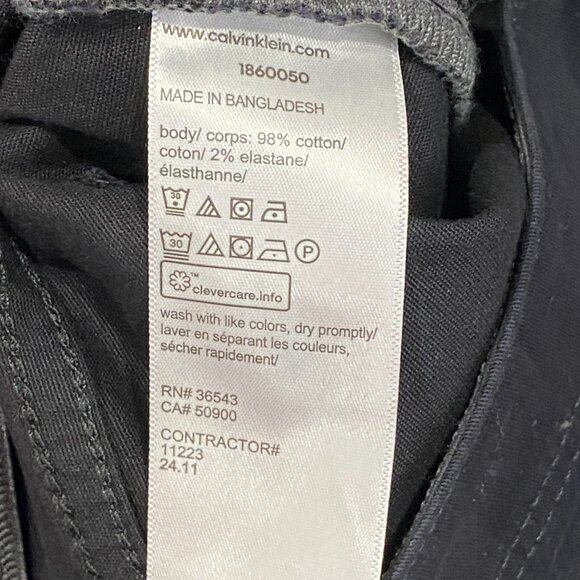 www.calvinklein.com
1860050
MADE IN BANGLADESH
body/ corps: 98% cotton/
coton/ 2% elastane/
élasthanne/
30
30 P
™
clevercare.info
wash with like colors, dry promptly/
laver en séparant les couleurs,
sécher rapidement/
RN# 36543
CA# 50900
CONTRACTOR#
11223
24.11